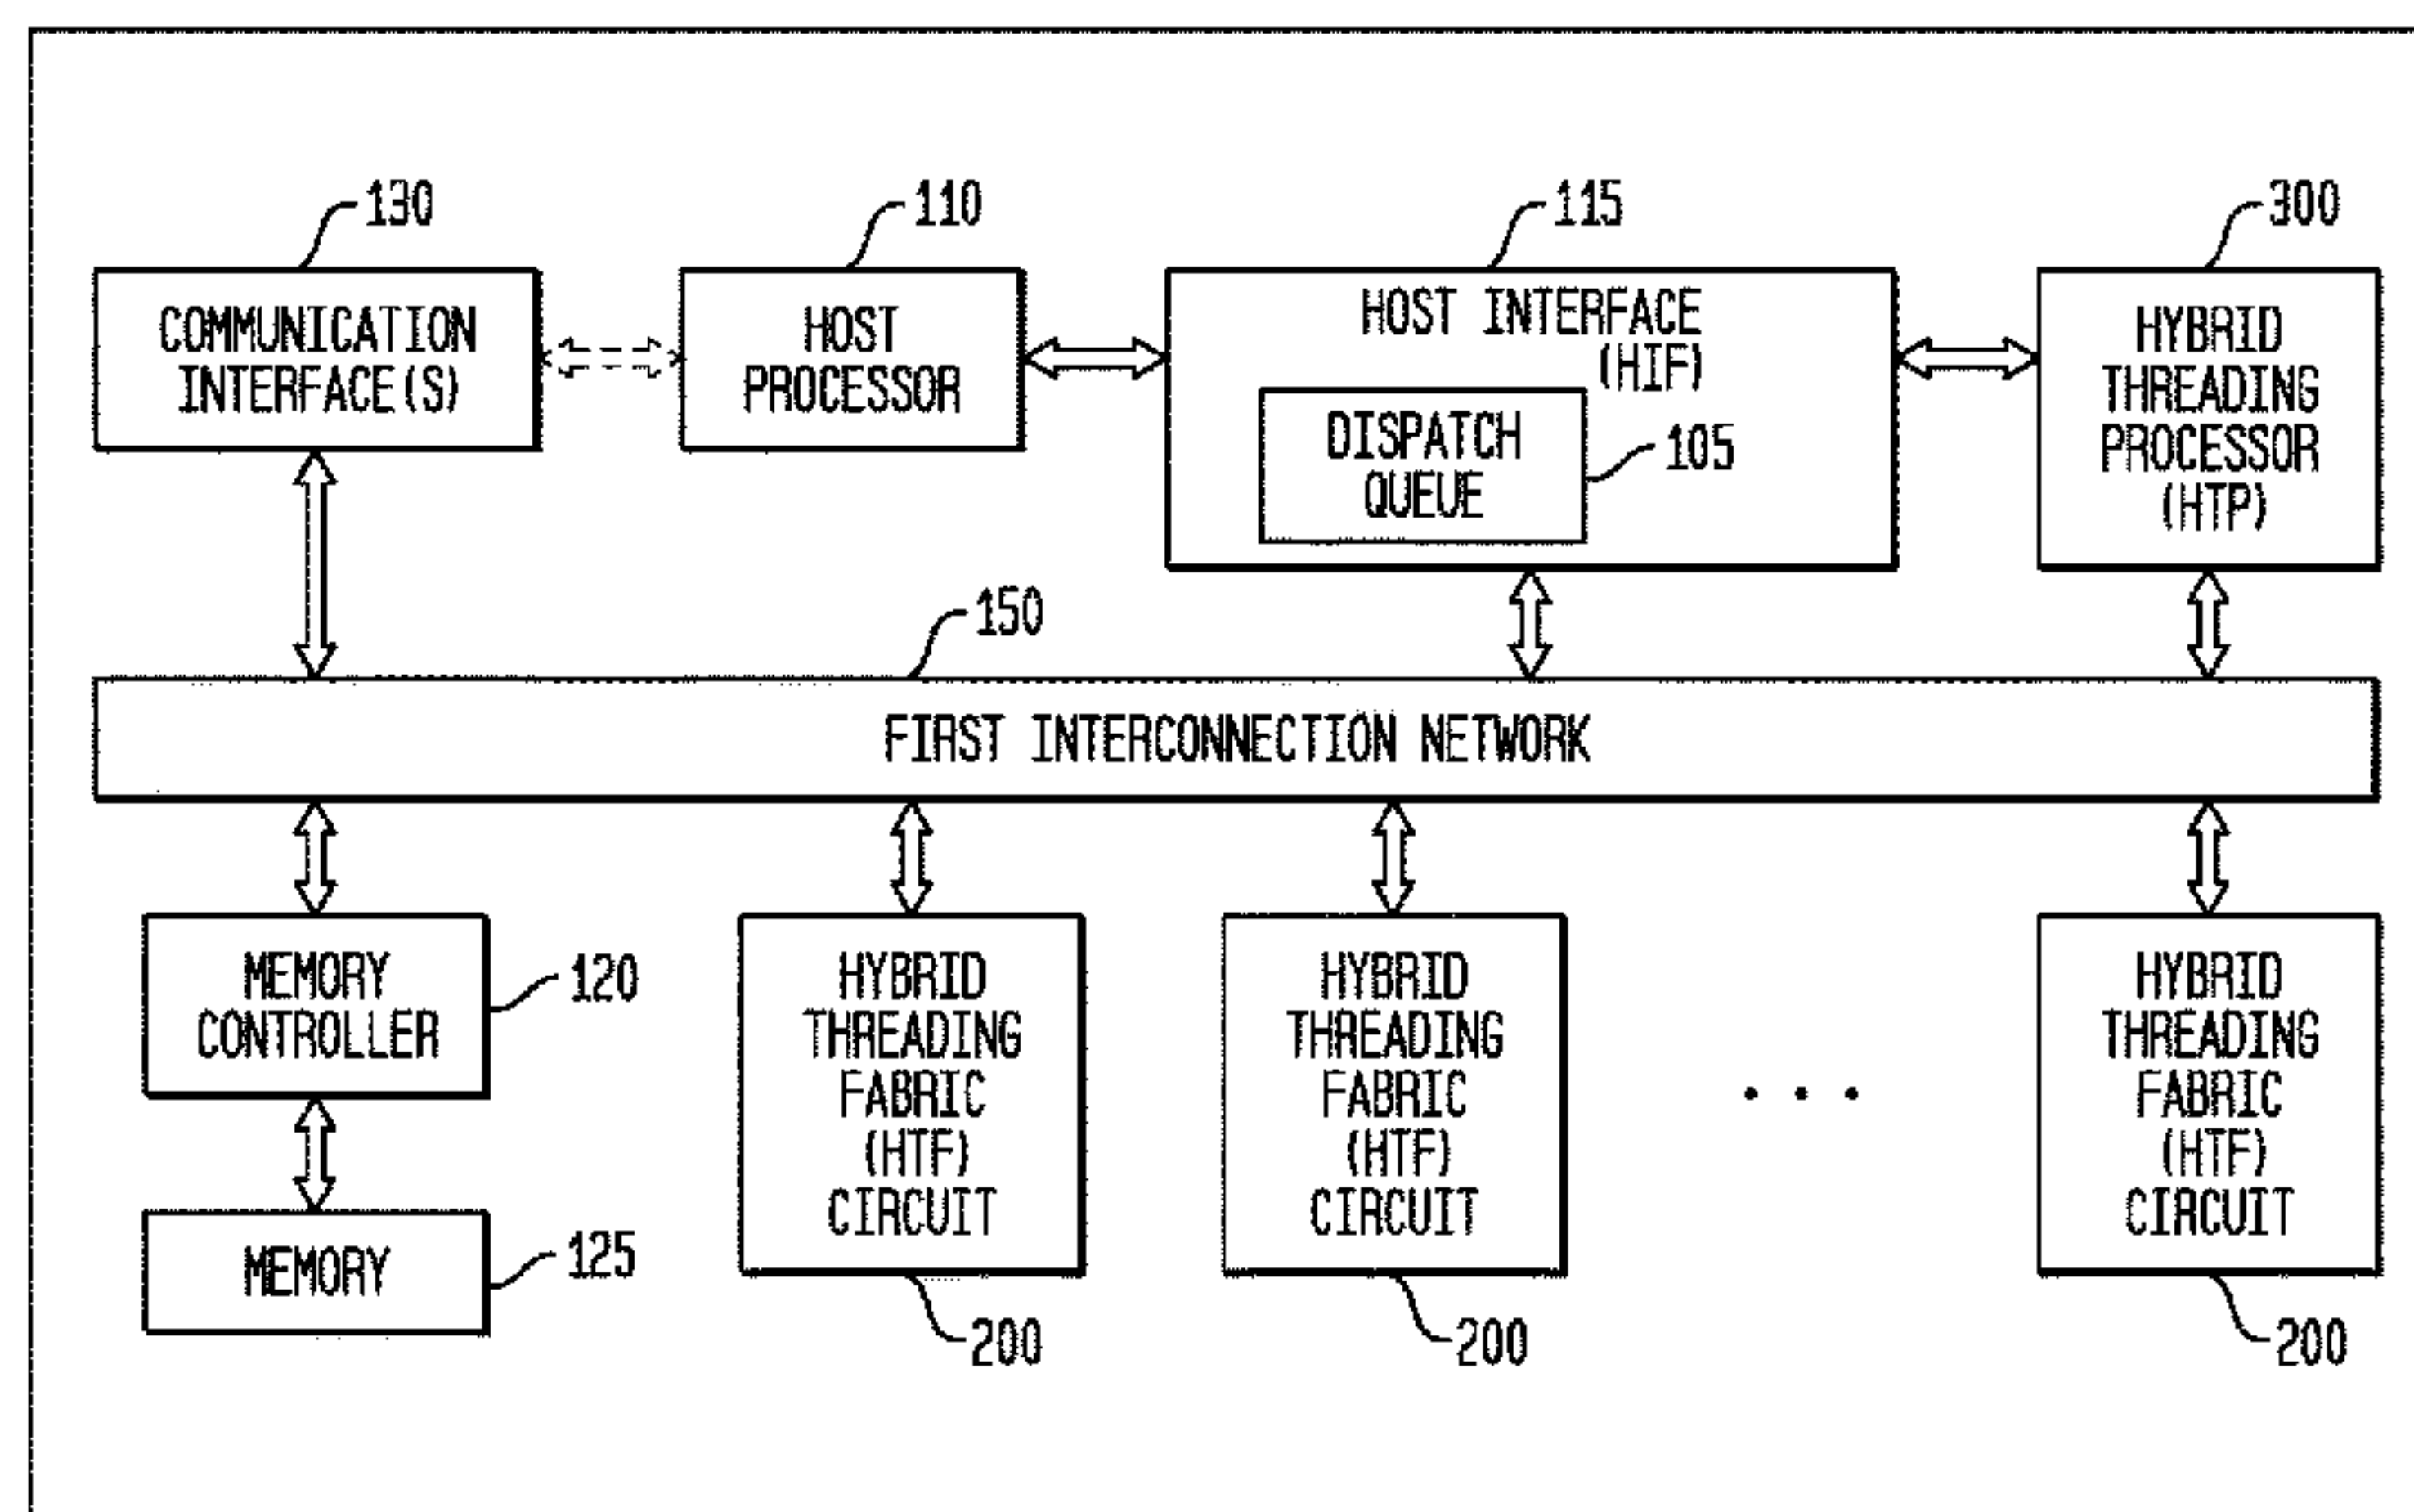 130
110
115
300
COMMUNICATION
INTERFACE(S)
HOST
PROCESSOR
HOST INTERFACE
(HIF)
DISPATCH
QUEUE
105
HYBRID
THREADING
PROCESSOR
(HTP)
150
FIRST INTERCONNECTION NETWORK
MEMORY
CONTROLLER
120
MEMORY
125
HYBRID
THREADING
FABRIC
(HTF)
CIRCUIT
200
HYBRID
THREADING
FABRIC
(HTF)
CIRCUIT
200
. . .
HYBRID
THREADING
FABRIC
(HTF)
CIRCUIT
200